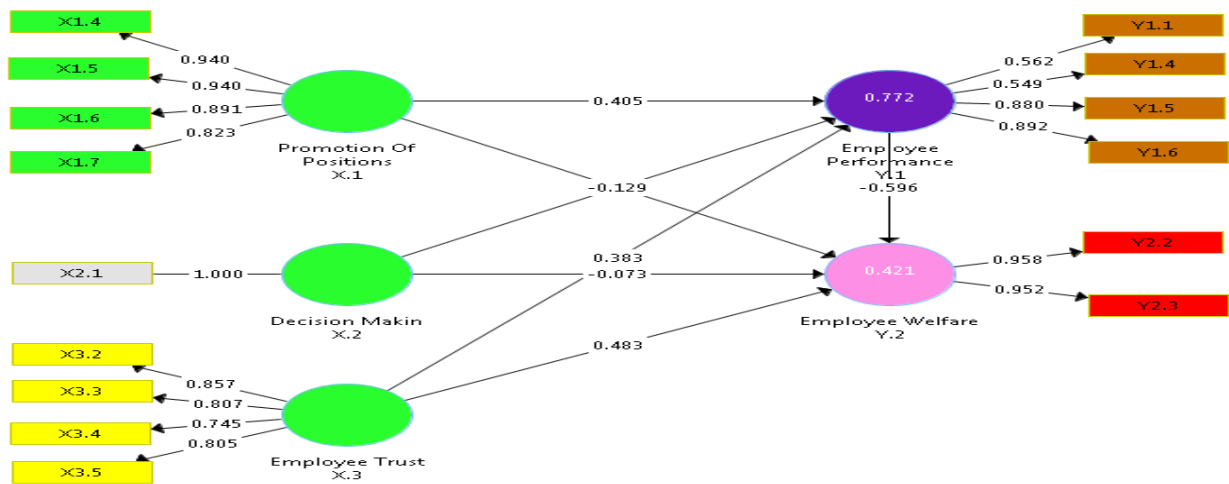 X1.4
X1.5
X1.6
X1.7
0.940
0.940
0.891
0.823
Promotion Of
Positions
X.1
X2.1
1.000
Decision Makin
X.2
X3.2
X3.3
X3.4
X3.5
0.857
0.807
0.745
0.805
Employee Trust
X.3
0.405
-0.129
0.383
-0.073
0.483
0.772
Employee
Performance
Y.1
-0.596
0.421
Employee Welfare
Y.2
0.562
0.549
0.880
0.892
Y1.1
Y1.4
Y1.5
Y1.6
0.958
0.952
Y2.2
Y2.3